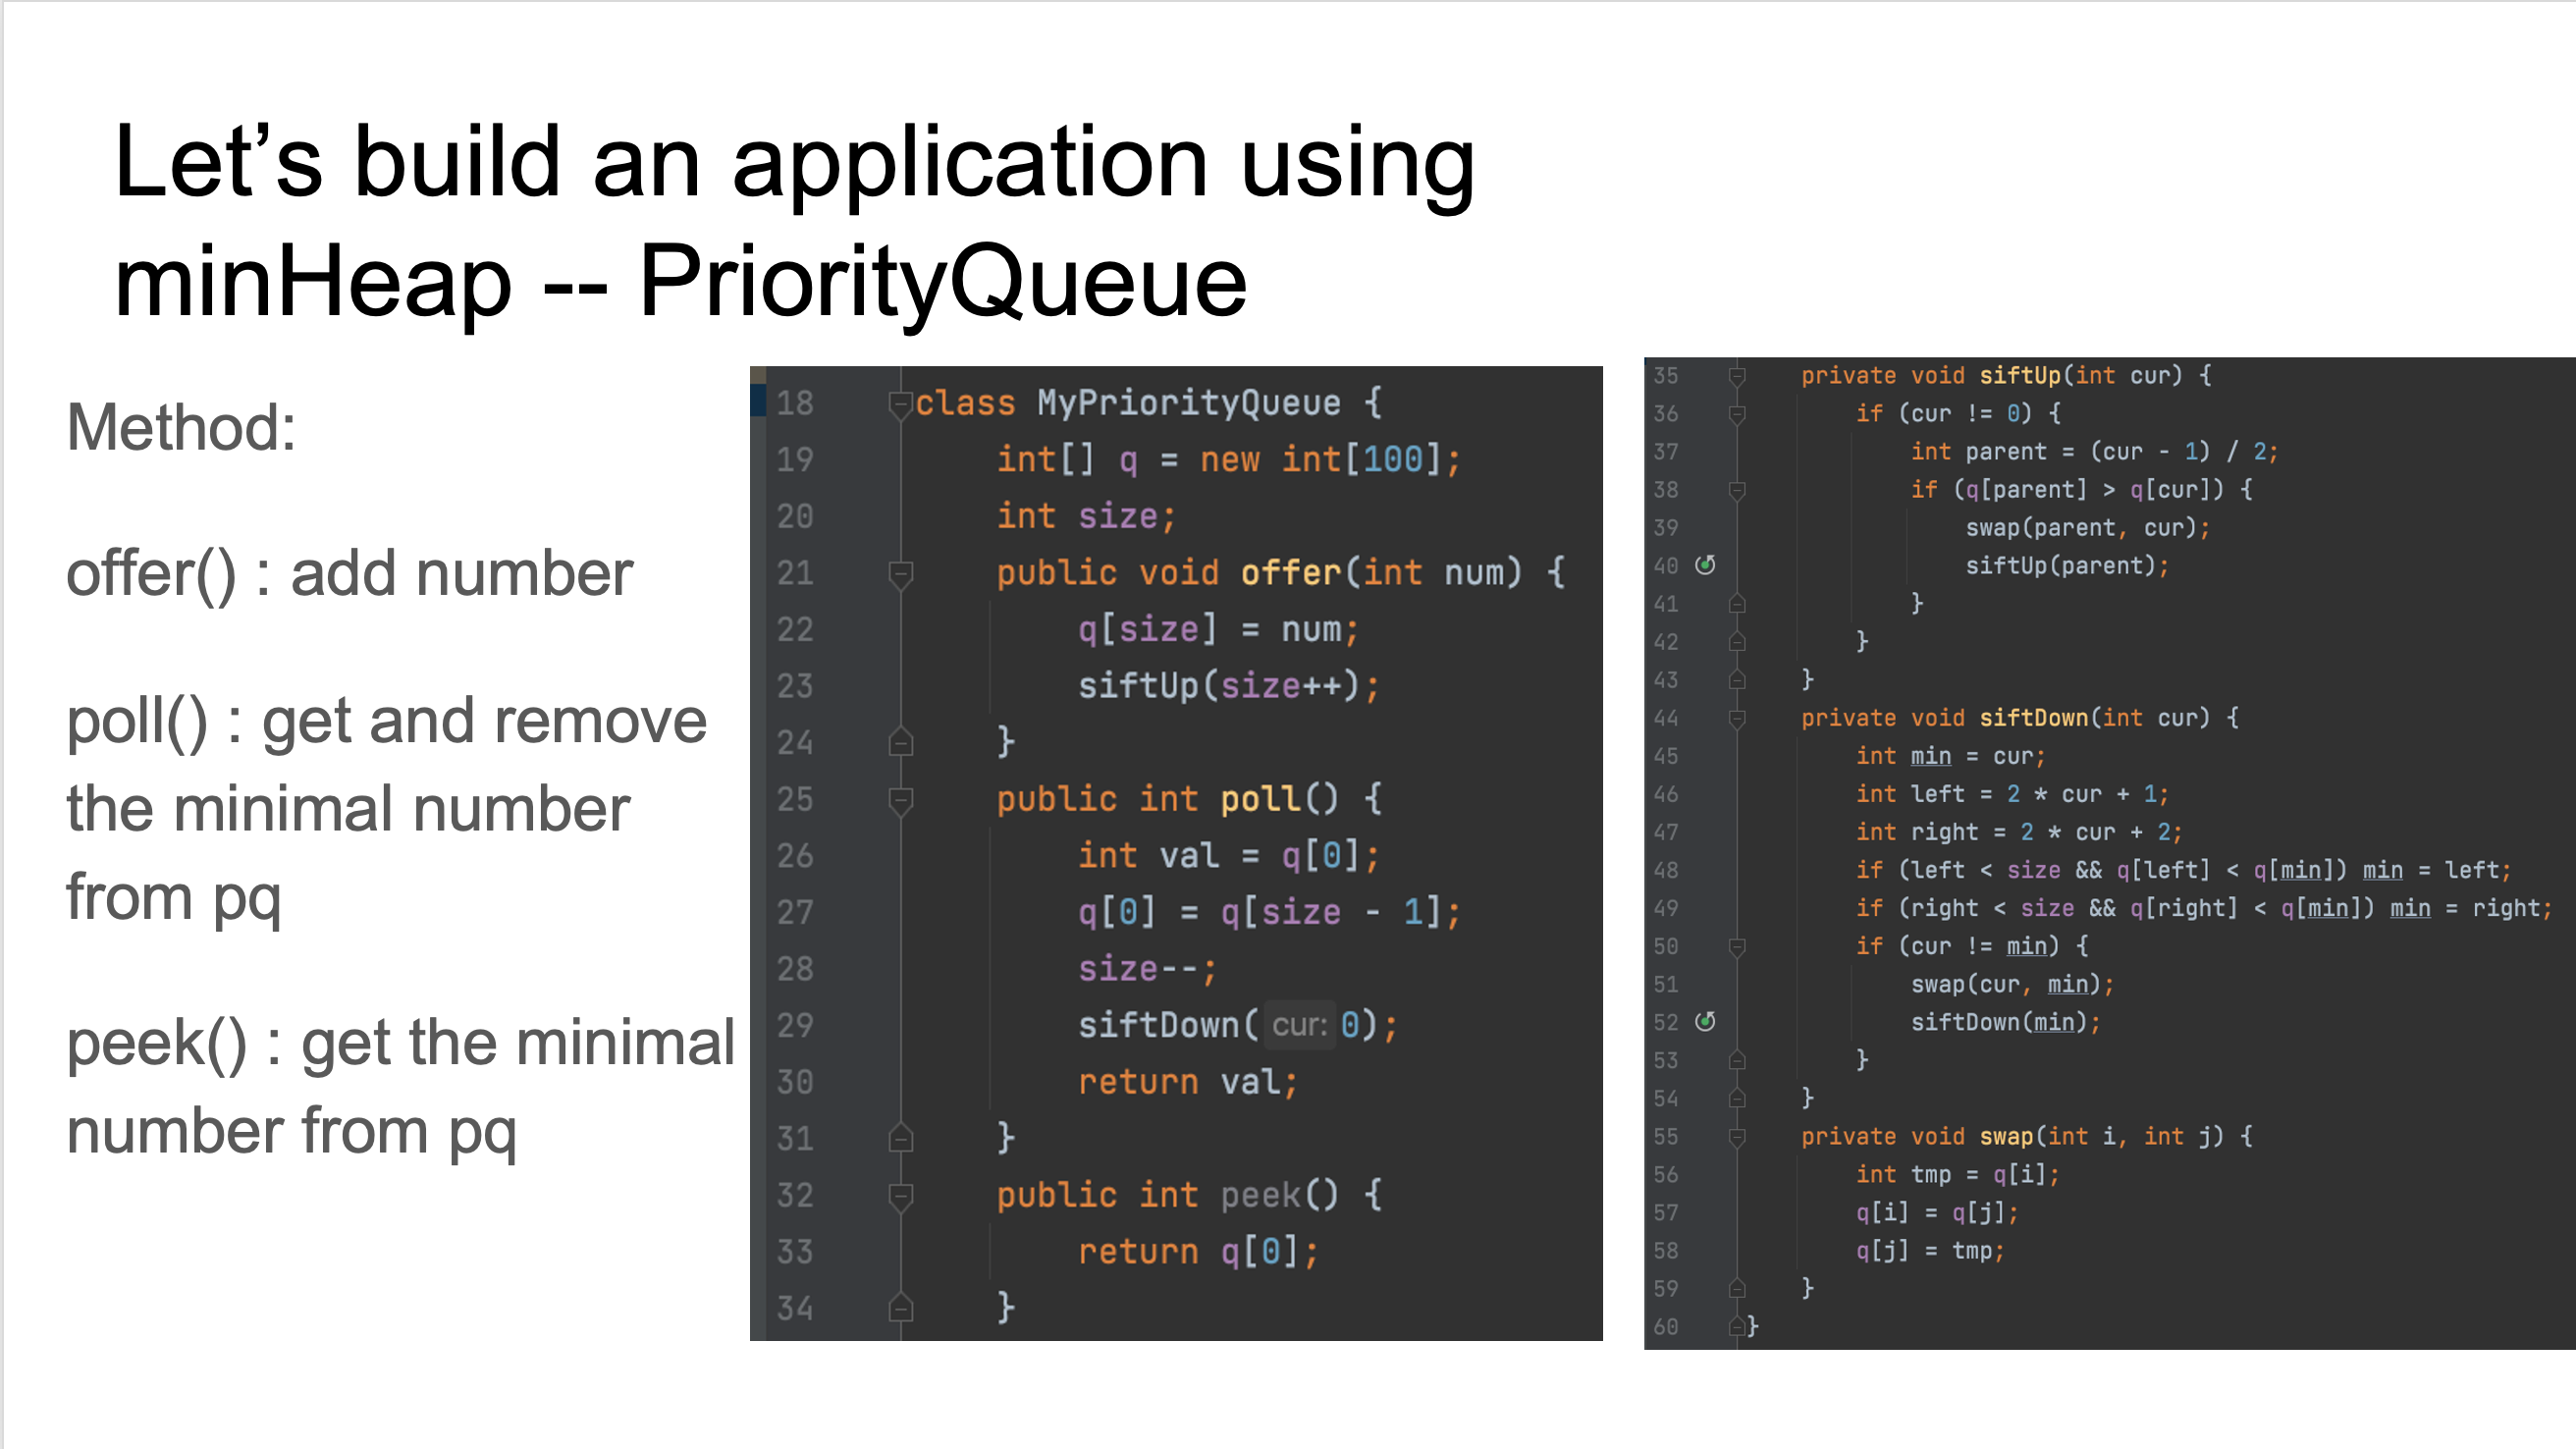 Let’s build an application using
minHeap -- PriorityQueue
Method:
offer() : add number
poll() : get and remove
the minimal number
from pq
peek() : get the minimal
number from pq
18 class MyPriorityQueue {
19 int[] q = new int[100];
20 int size;
21 public void offer(int num) {
22 q[size] = num;
23 siftUp(size++);
24 }
25 public int poll() {
26 int val = q[0];
27 q[0] = q[size - 1];
28 size--;
29 siftDown( cur: 0);
30 return val;
31 }
32 public int peek() {
33 return q[0];
34 }
35 private void siftUp(int cur) {
36 if (cur != 0) {
37 int parent = (cur - 1) / 2;
38 if (q[parent] > q[cur]) {
39 swap(parent, cur);
40 siftUp(parent);
41 }
42 }
43 }
44 private void siftDown(int cur) {
45 int min = cur;
46 int left = 2 * cur + 1;
47 int right = 2 * cur + 2;
48 if (left < size && q[left] < q[min]) min = left;
49 if (right < size && q[right] < q[min]) min = right;
50 if (cur != min) {
51 swap(cur, min);
52 siftDown(min);
53 }
54 }
55 private void swap(int i, int j) {
56 int tmp = q[i];
57 q[i] = q[j];
58 q[j] = tmp;
59 }
60 }